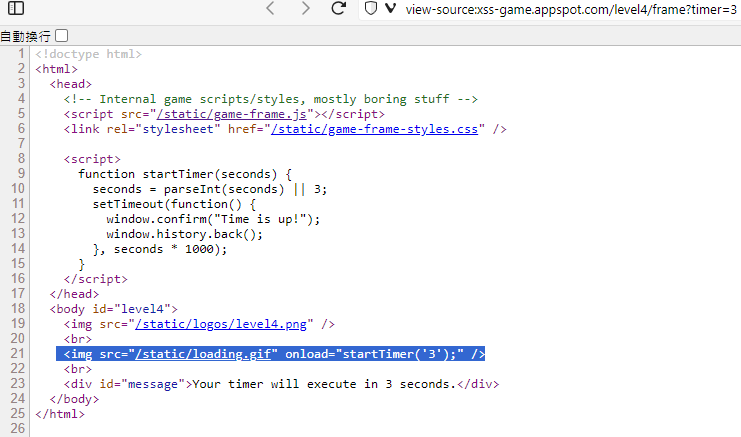 view-source:xss-game.appspot.com/level4/frame?timer=3
自動換行
1 <!doctype html>
2 <html>
3   <head>
4     <!-- Internal game scripts/styles, mostly boring stuff -->
5     <script src="/static/game-frame.js"></script>
6     <link rel="stylesheet" href="/static/game-frame-styles.css" />
7
8     <script>
9       function startTimer(seconds) {
10         seconds = parseInt(seconds) || 3;
11         setTimeout(function() {
12           window.confirm("Time is up!");
13           window.history.back();
14         }, seconds * 1000);
15       }
16     </script>
17   </head>
18   <body id="level4">
19     <img src="/static/logos/level4.png" />
20     <br>
21     <img src="/static/loading.gif" onload="startTimer('3');" />
22     <br>
23     <div id="message">Your timer will execute in 3 seconds.</div>
24   </body>
25 </html>
26